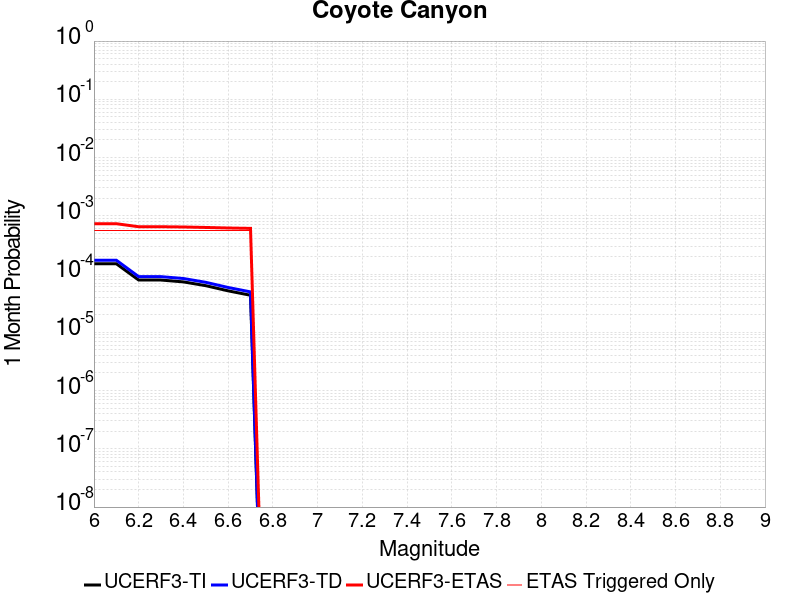 Coyote Canyon
10^0
10^-1
10^-2
10^-3
10^-4
10^-5
10^-6
10^-7
10^-8
1 Month Probability
6 6.2 6.4 6.6 6.8 7 7.2 7.4 7.6 7.8 8 8.2 8.4 8.6 8.8 9
Magnitude
UCERF3-TI UCERF3-TD UCERF3-ETAS ETAS Triggered Only